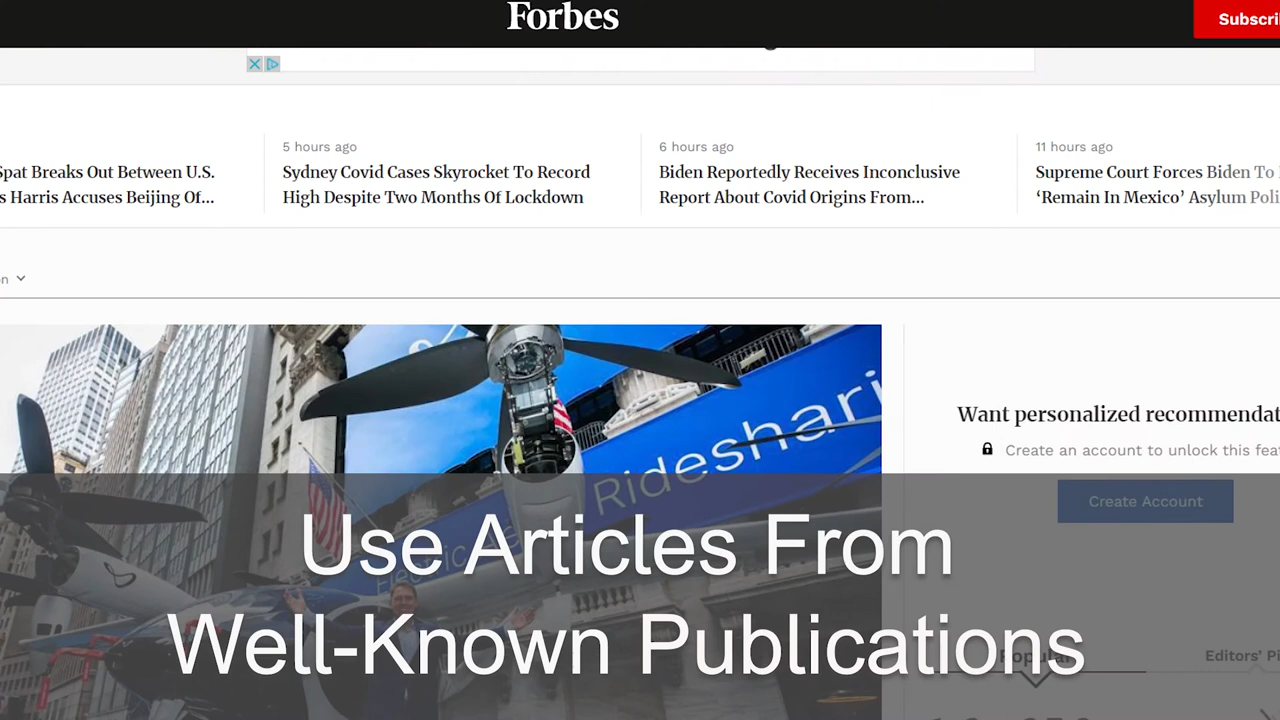 Forbes
5 hours ago
6 hours ago
11 hours ago
Spat Breaks Out Between U.S.
Sydney Covid Cases Skyrocket To Record
Biden Reportedly Receives Inconclusive
Supreme Court Forces Biden To
s Harris Accuses Beijing Of...
High Despite Two Months Of Lockdown
Report About Covid Origins From...
‘Remain In Mexico’ Asylum Poli
Rideshari
Want personalized recommendat
Create an account to unlock this fea
Create Account
Use Articles From
Well-Known Publications
Electric
Popular
Editors’ Pi